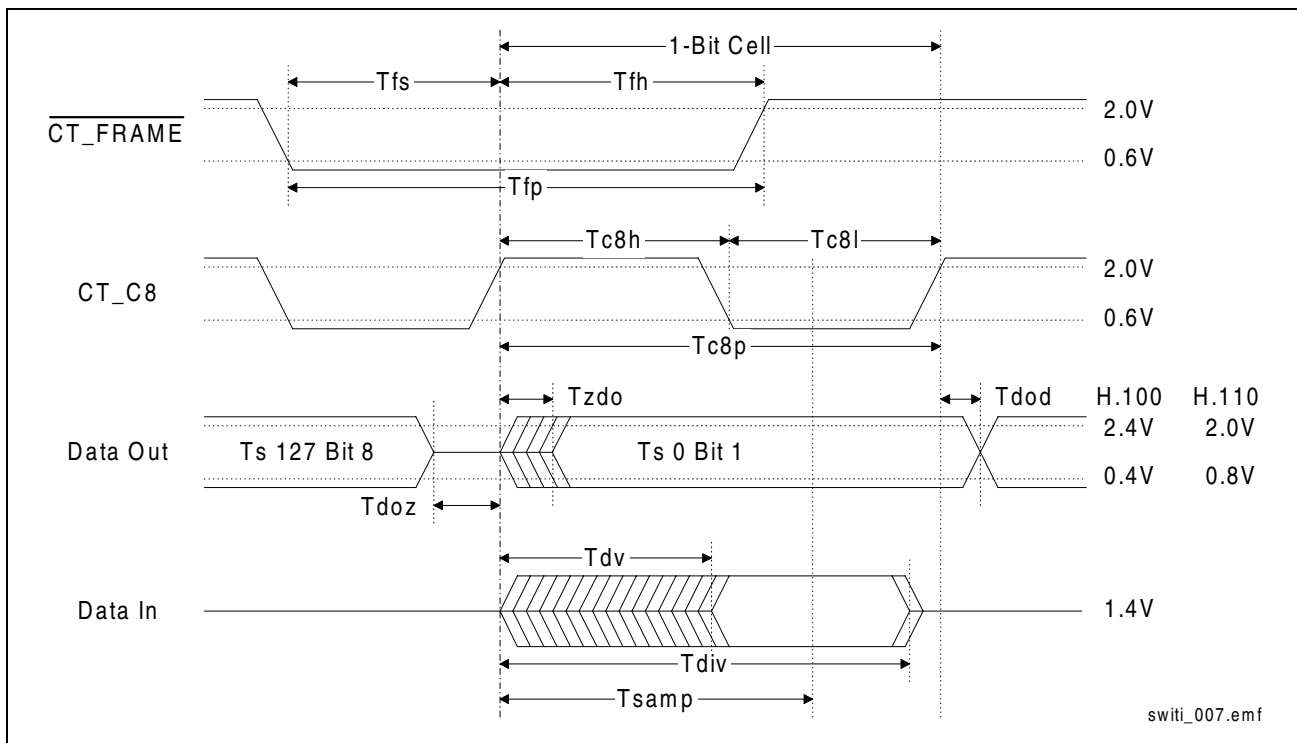 1-Bit Cell
Tfs
Tfh
CT_FRAME
2.0V
0.6V
Tfp
Tc8h
Tc8l
CT_C8
2.0V
0.6V
Tc8p
Tzdo
Tdod
H.100
H.110
Data Out
Ts 127 Bit 8
Ts 0 Bit 1
2.4V
2.0V
0.4V
0.8V
Tdoz
Tdv
Data In
1.4V
Tdiv
Tsamp
switi_007.emf